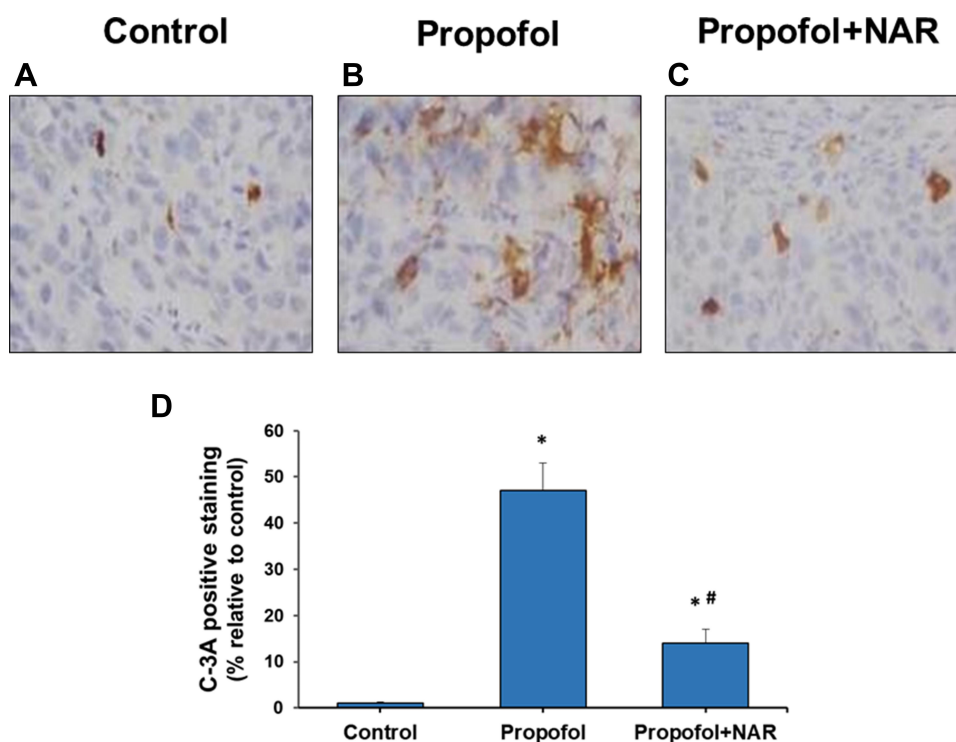 Control Propofol Propofol+NAR
A B C
D
C-3A positive staining
(% relative to control)
60
50
40
30
20
10
0
*
* #
Control Propofol Propofol+NAR